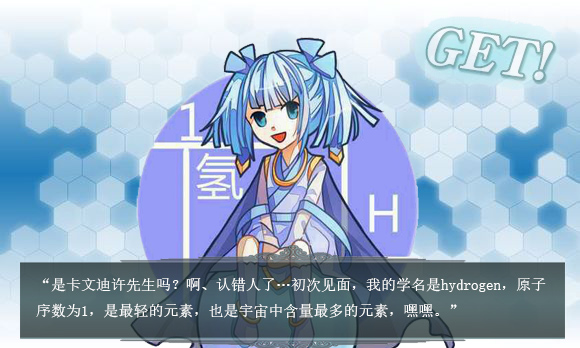 GET!
1
氢
H
“是卡文迪许先生吗？啊、认错人了…初次见面，我的学名是hydrogen，原子
序数为1，是最轻的元素，也是宇宙中含量最多的元素，嘿嘿。”